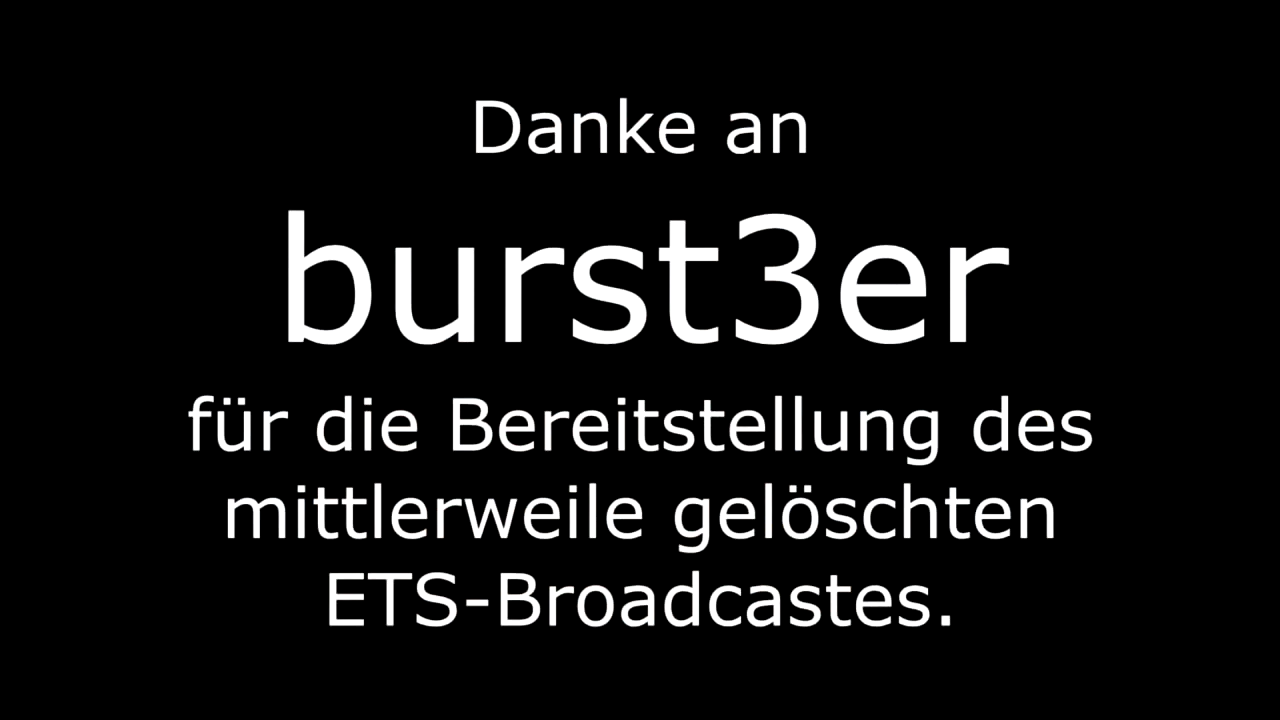 Danke an
burst3er
für die Bereitstellung des
mittlerweile gelöschten
ETS-Broadcastes.